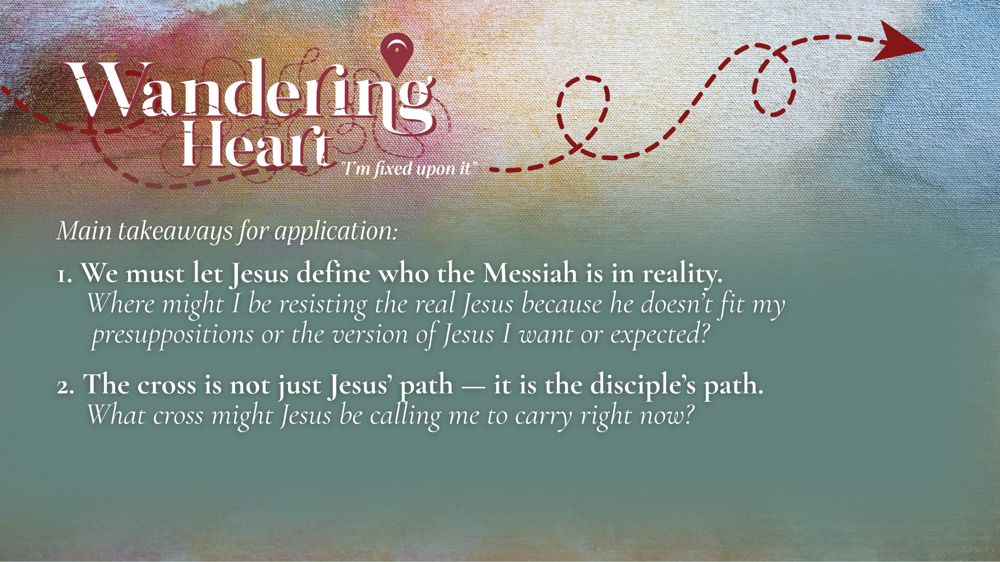 Wandering
Heart
"I'm fixed upon it"
Main takeaways for application:
1. We must let Jesus define who the Messiah is in reality.
Where might I be resisting the real Jesus because he doesn't fit my
presuppositions or the version of Jesus I want or expected?
2. The cross is not just Jesus' path — it is the disciple's path.
What cross might Jesus be calling me to carry right now?